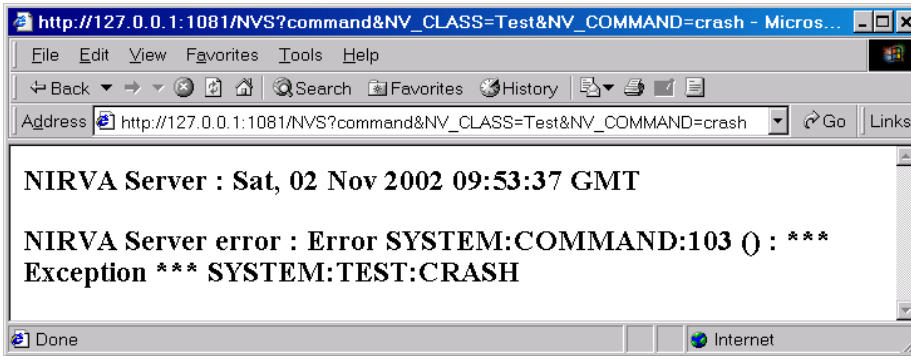 http://127.0.0.1:1081/NVS?command&NV_CLASS=Test&NV_COMMAND=crash - Micros...
File Edit View Favorites Tools Help
Back Search Favorites History
Address http://127.0.0.1:1081/NVS?command&NV_CLASS=Test&NV_COMMAND=crash Go Links
NIRVA Server : Sat, 02 Nov 2002 09:53:37 GMT
NIRVA Server error : Error SYSTEM:COMMAND:103 () : ***
Exception *** SYSTEM:TEST:CRASH
Done Internet